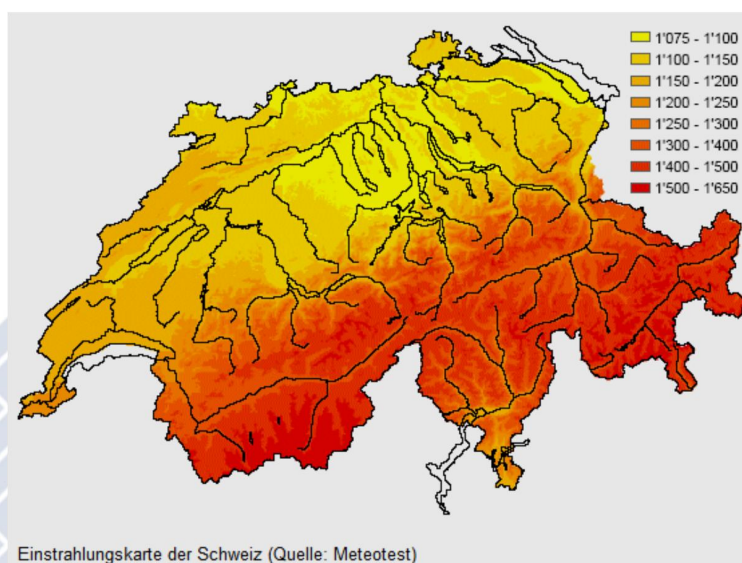 1'075 - 1'100
1'100 - 1'150
1'150 - 1'200
1'200 - 1'250
1'250 - 1'300
1'300 - 1'400
1'400 - 1'500
1'500 - 1'650
Einstrahlungskarte der Schweiz (Quelle: Meteotest)